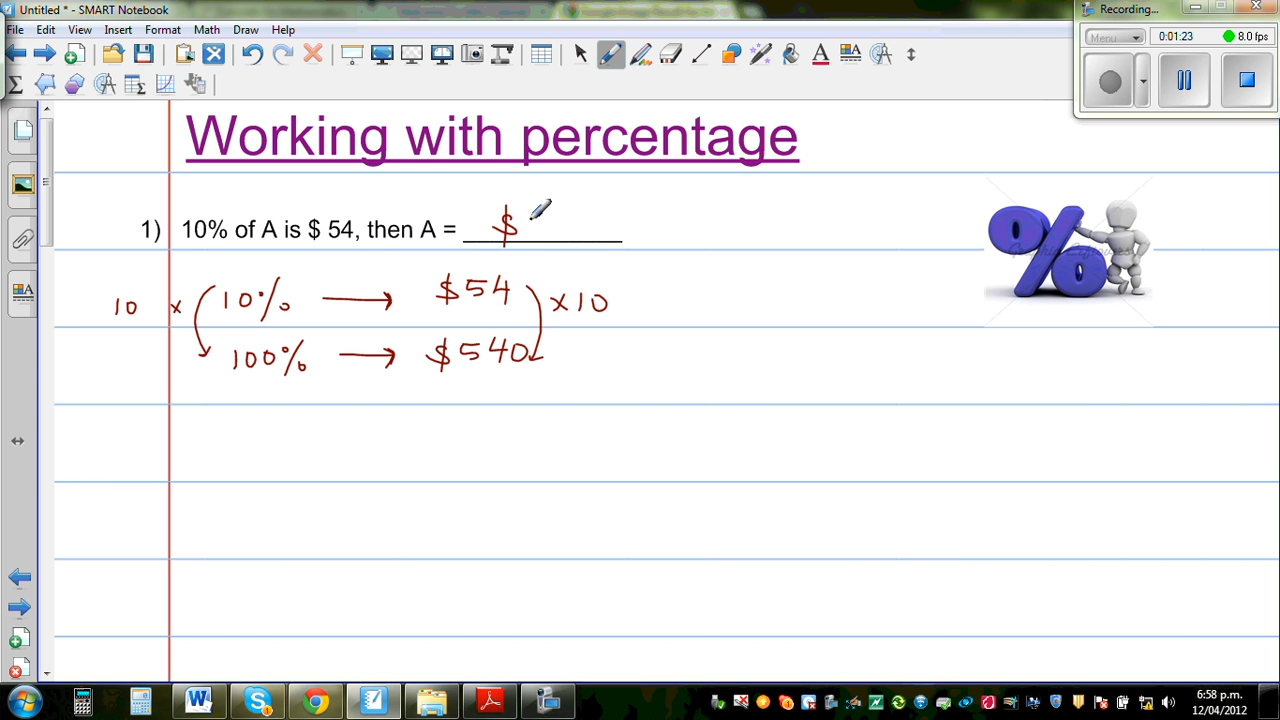 Untitled * - SMART Notebook
Recording...
File Edit View Insert Format Math Draw Help
Menu
0:01:23
8.0 fps
Working with percentage
1) 10% of A is $ 54, then A = $
10 x 10% → $54 x 10
100% → $540
6:58 p.m.
12/04/2012